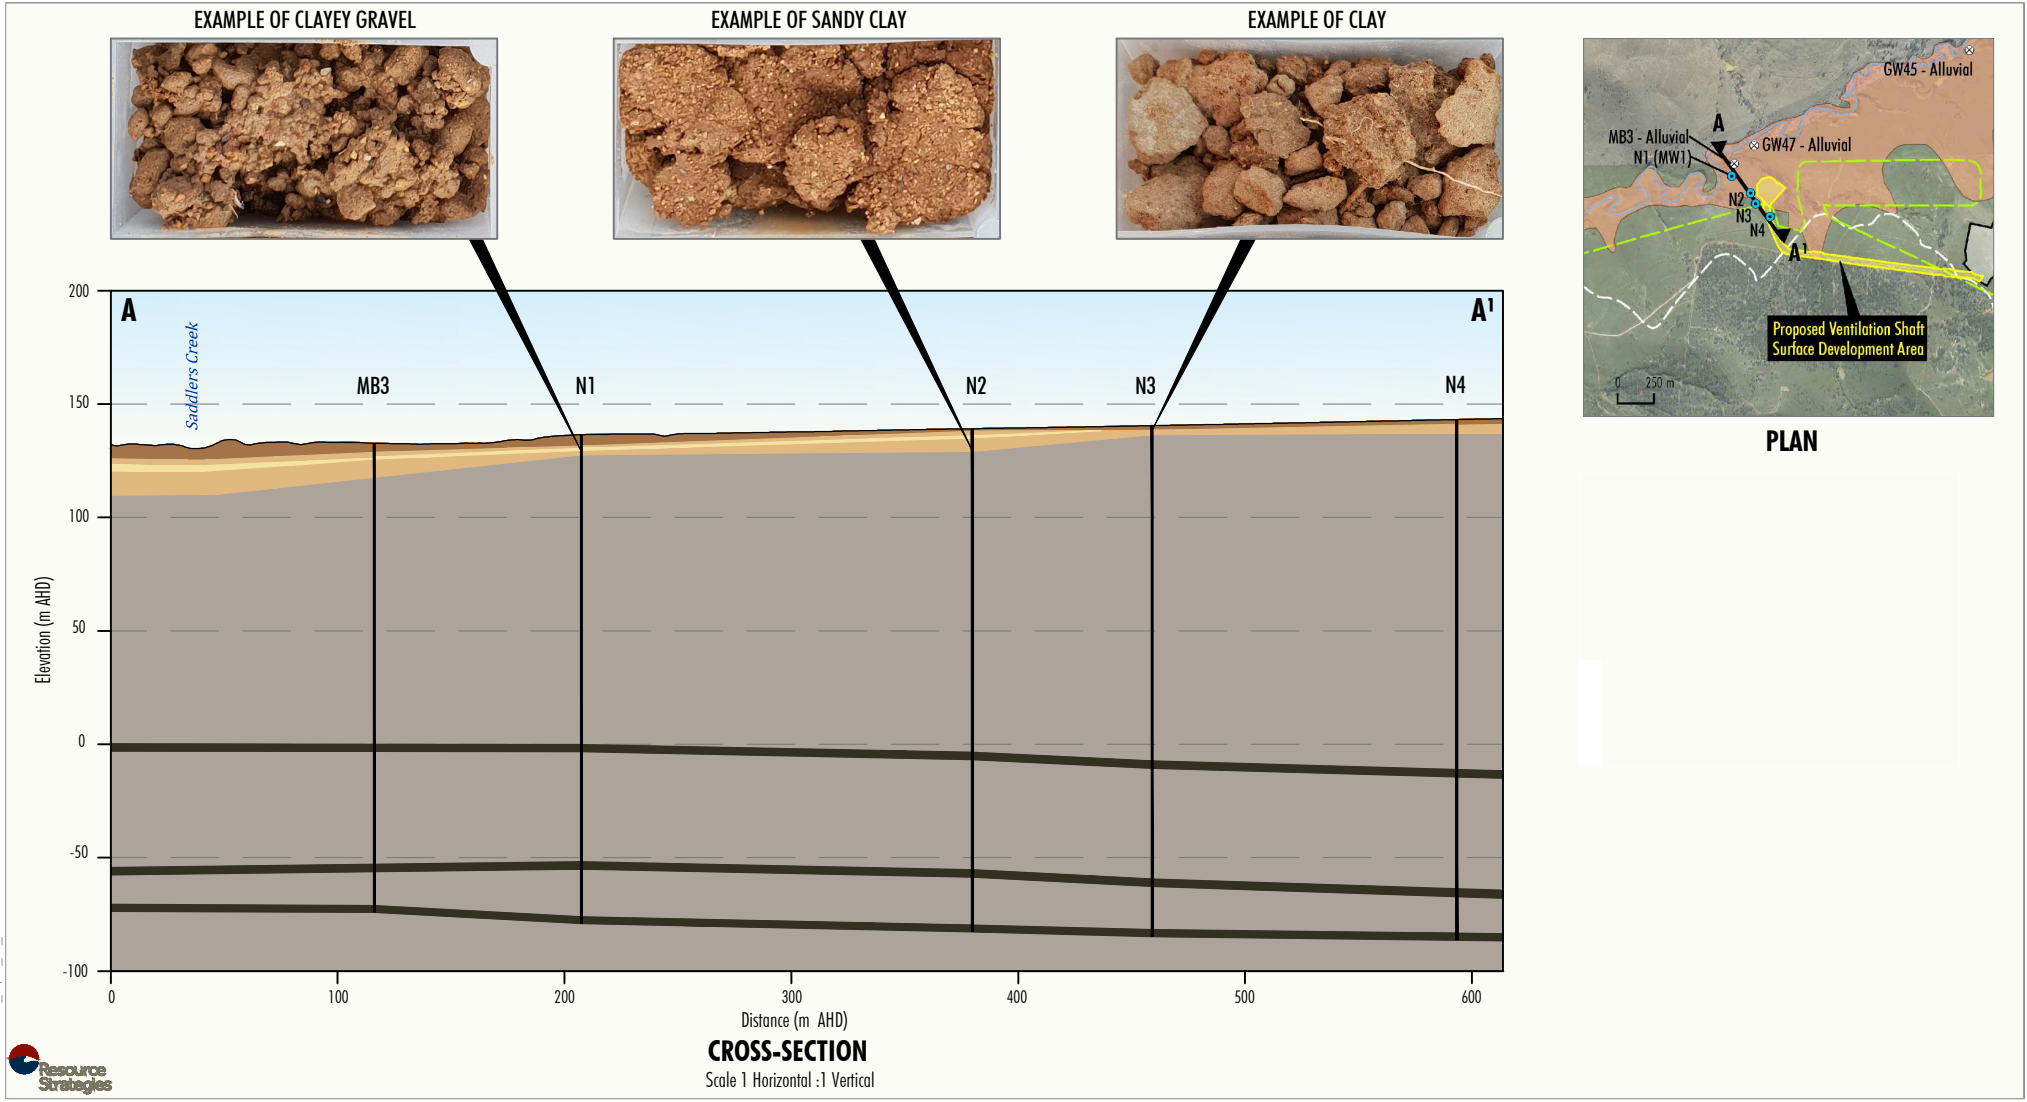 EXAMPLE OF CLAYEY GRAVEL
EXAMPLE OF SANDY CLAY
EXAMPLE OF CLAY
GW45 - Alluvial
A
MB3 - Alluvial
GW47 - Alluvial
N1 (MW1)
N2
N3
N4
A1
Proposed Ventilation Shaft
Surface Development Area
0 250 m
PLAN
A
A1
Saddlers Creek
MB3
N1
N2
N3
N4
200
150
100
50
0
-50
-100
Elevation (m AHD)
0
100
200
300
400
500
600
Distance (m AHD)
CROSS-SECTION
Scale 1 Horizontal :1 Vertical
Resource
Strategies